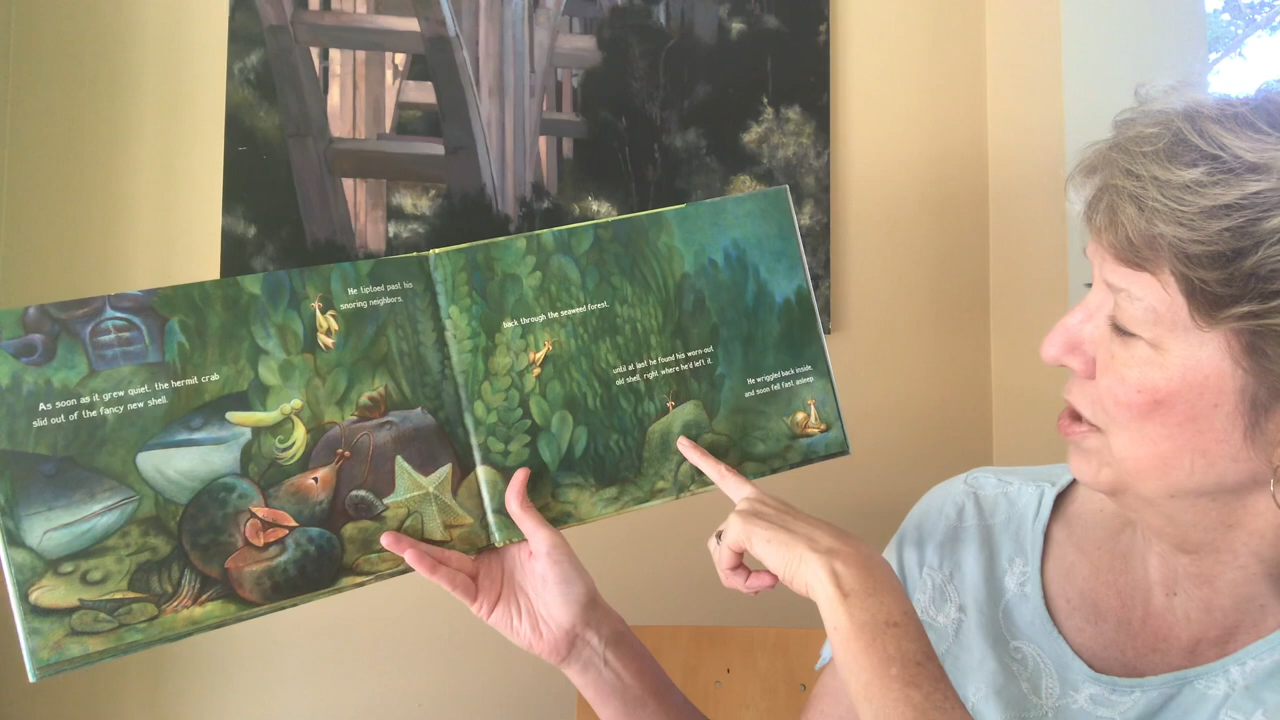 As soon as it grew quiet, the hermit crab
slid out of the fancy new shell.
He tiptoed past his
snoring neighbors,
back through the seaweed forest,
until at last he found his worn-out
old shell, right where he'd left it.
He wriggled back inside,
and soon fell fast asleep.